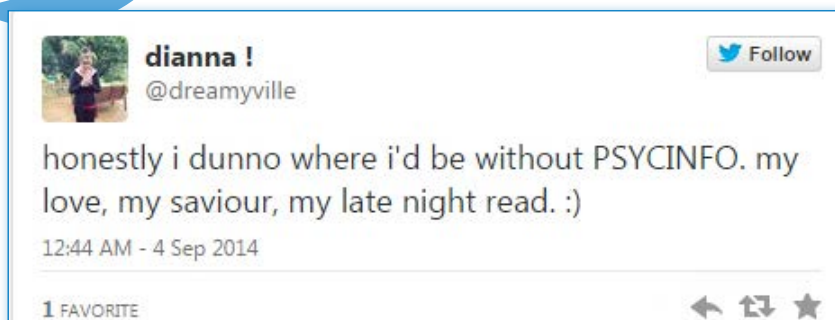 dianna !
Follow
@dreamyville
honestly i dunno where i'd be without PSYCINFO. my
love, my saviour, my late night read. :)
12:44 AM - 4 Sep 2014
1 FAVORITE